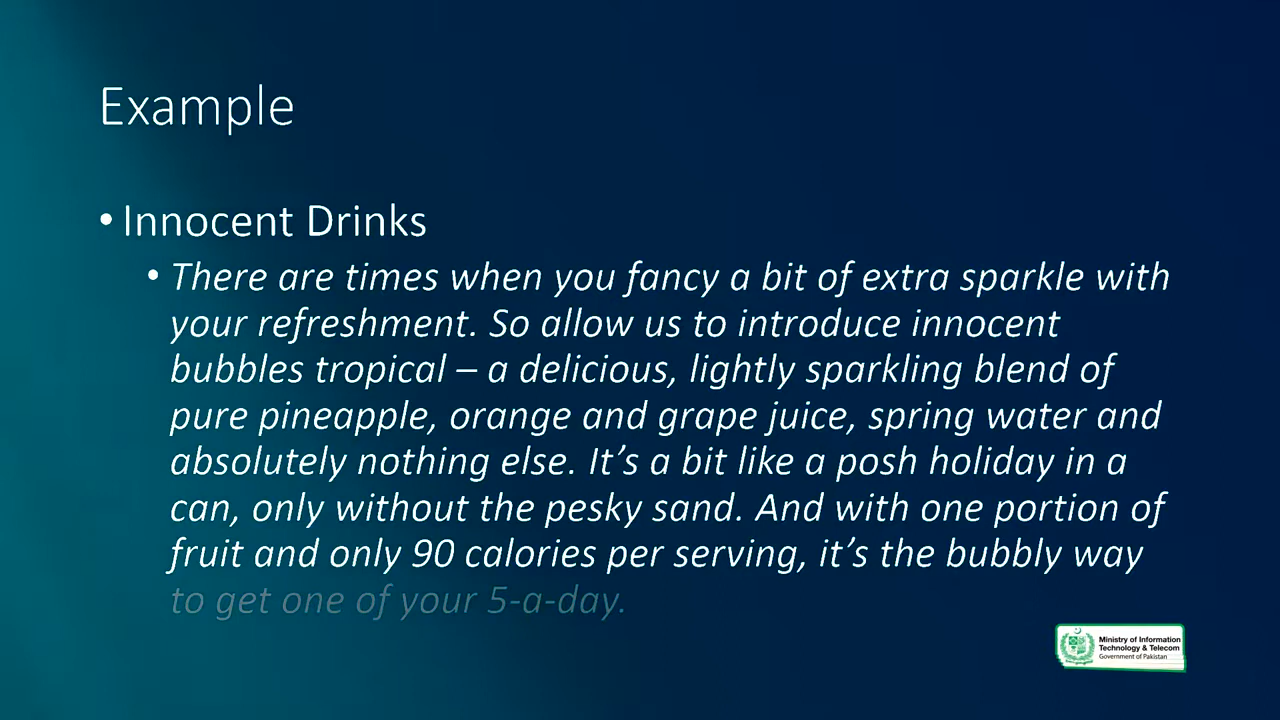 Example
• Innocent Drinks
• There are times when you fancy a bit of extra sparkle with
your refreshment. So allow us to introduce innocent
bubbles tropical – a delicious, lightly sparkling blend of
pure pineapple, orange and grape juice, spring water and
absolutely nothing else. It’s a bit like a posh holiday in a
can, only without the pesky sand. And with one portion of
fruit and only 90 calories per serving, it’s the bubbly way
to get one of your 5-a-day.
Ministry of Information
Technology & Telecom
Government of Pakistan